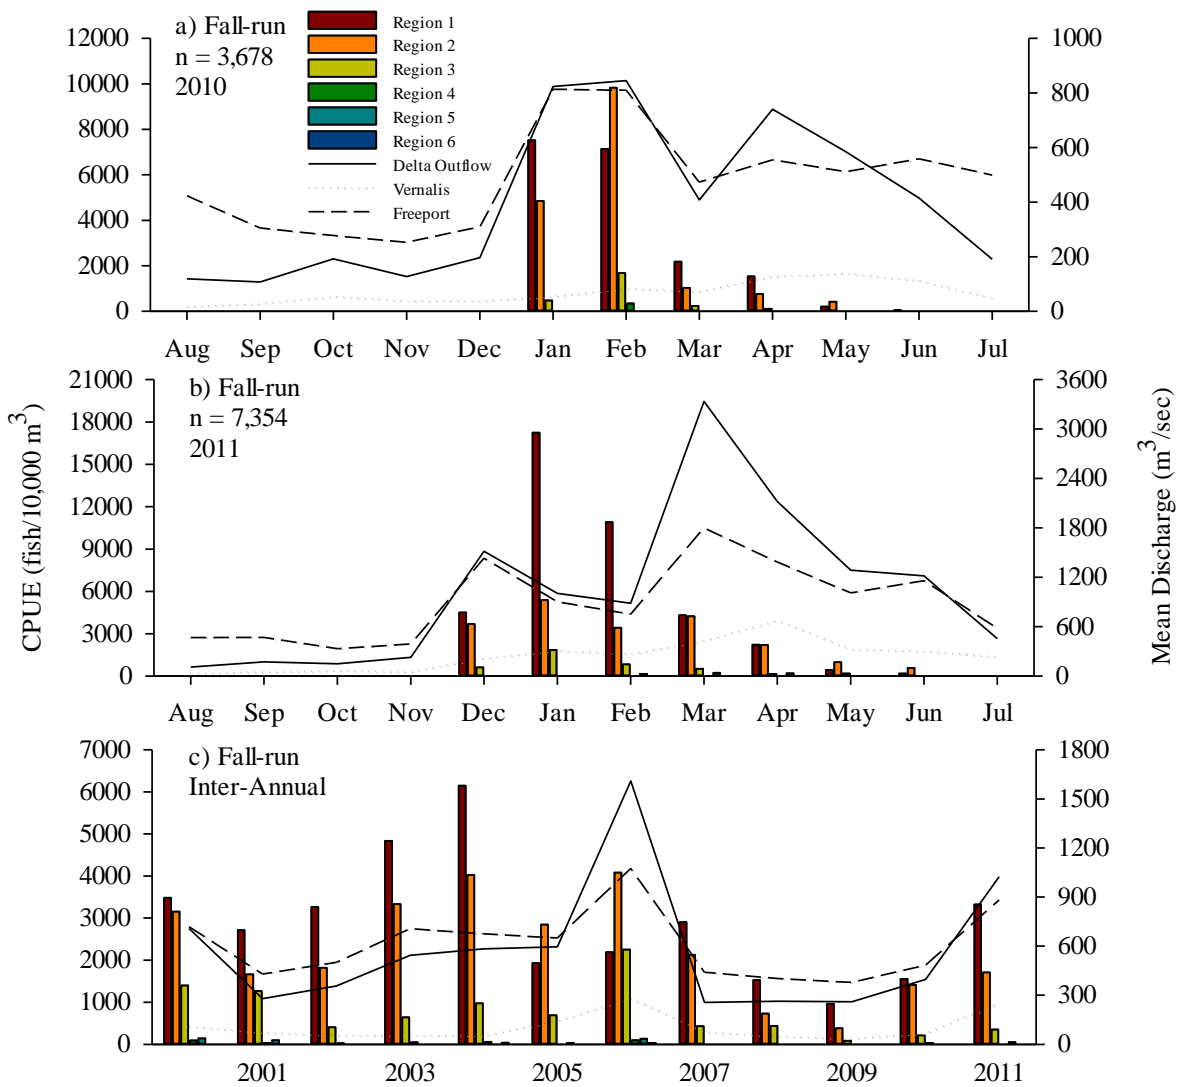 a) Fall-run
n = 3,678
2010
Region 1
Region 2
Region 3
Region 4
Region 5
Region 6
Delta Outflow
Vernalis
Freeport
12000
10000
8000
6000
4000
2000
0
1000
800
600
400
200
0
Aug Sep Oct Nov Dec Jan Feb Mar Apr May Jun Jul
b) Fall-run
n = 7,354
2011
21000
18000
15000
12000
9000
6000
3000
0
3600
3000
2400
1800
1200
600
0
Aug Sep Oct Nov Dec Jan Feb Mar Apr May Jun Jul
CPUE (fish/10,000 m³)
Mean Discharge (m³/sec)
c) Fall-run
Inter-Annual
7000
6000
5000
4000
3000
2000
1000
0
1800
1500
1200
900
600
300
0
2001 2003 2005 2007 2009 2011